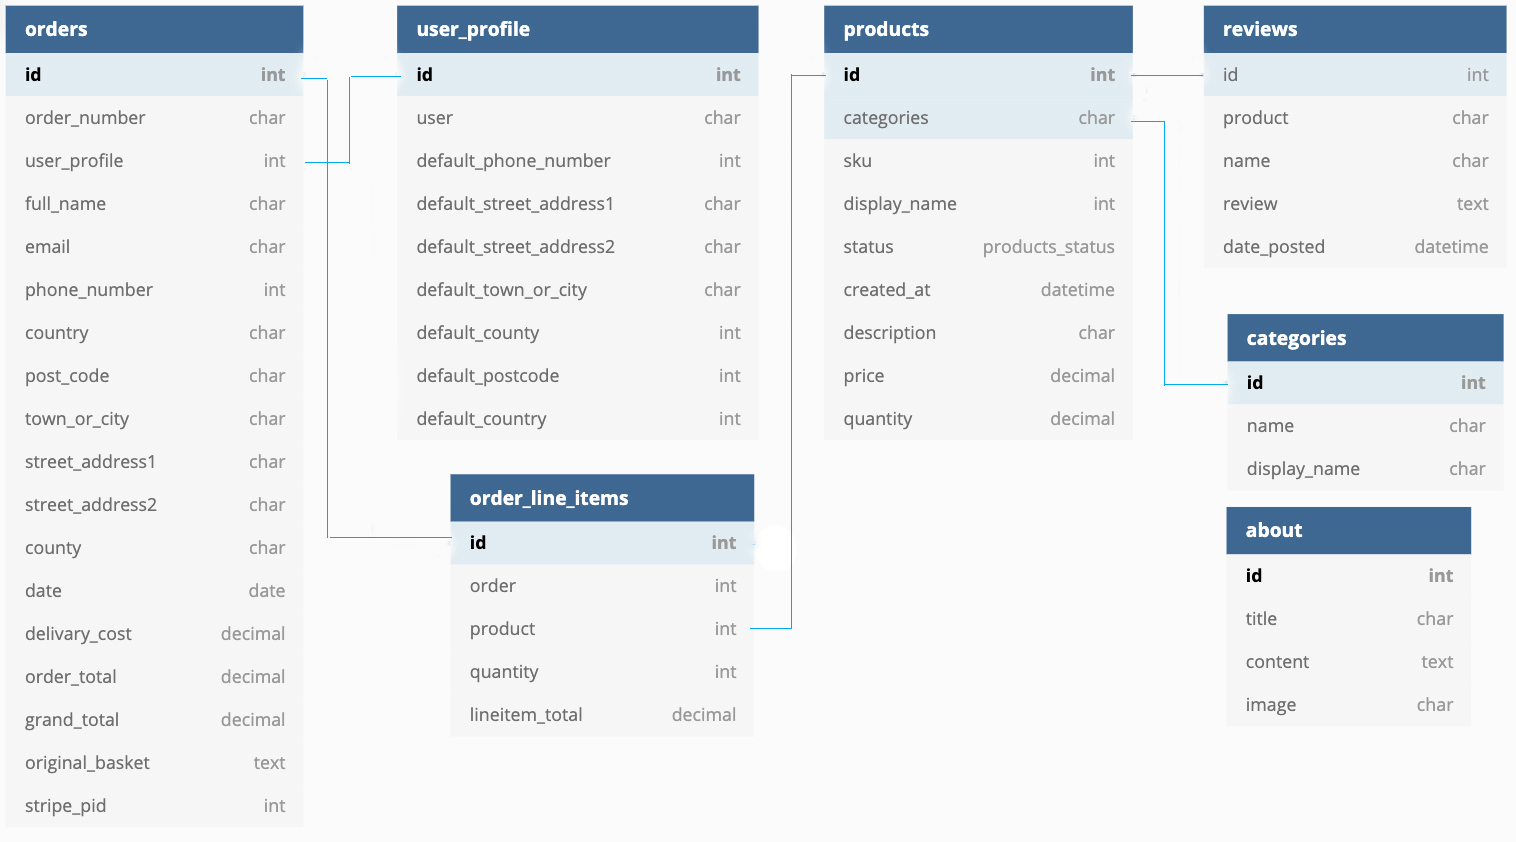 orders
id int
order_number char
user_profile int
full_name char
email char
phone_number int
country char
post_code char
town_or_city char
street_address1 char
street_address2 char
county char
date date
delivary_cost decimal
order_total decimal
grand_total decimal
original_basket text
stripe_pid int
user_profile
id int
user char
default_phone_number int
default_street_address1 char
default_street_address2 char
default_town_or_city char
default_county int
default_postcode int
default_country int
order_line_items
id int
order int
product int
quantity int
lineitem_total decimal
products
id int
categories char
sku int
display_name int
status products_status
created_at datetime
description char
price decimal
quantity decimal
reviews
id int
product char
name char
review text
date_posted datetime
categories
id int
name char
display_name char
about
id int
title char
content text
image char